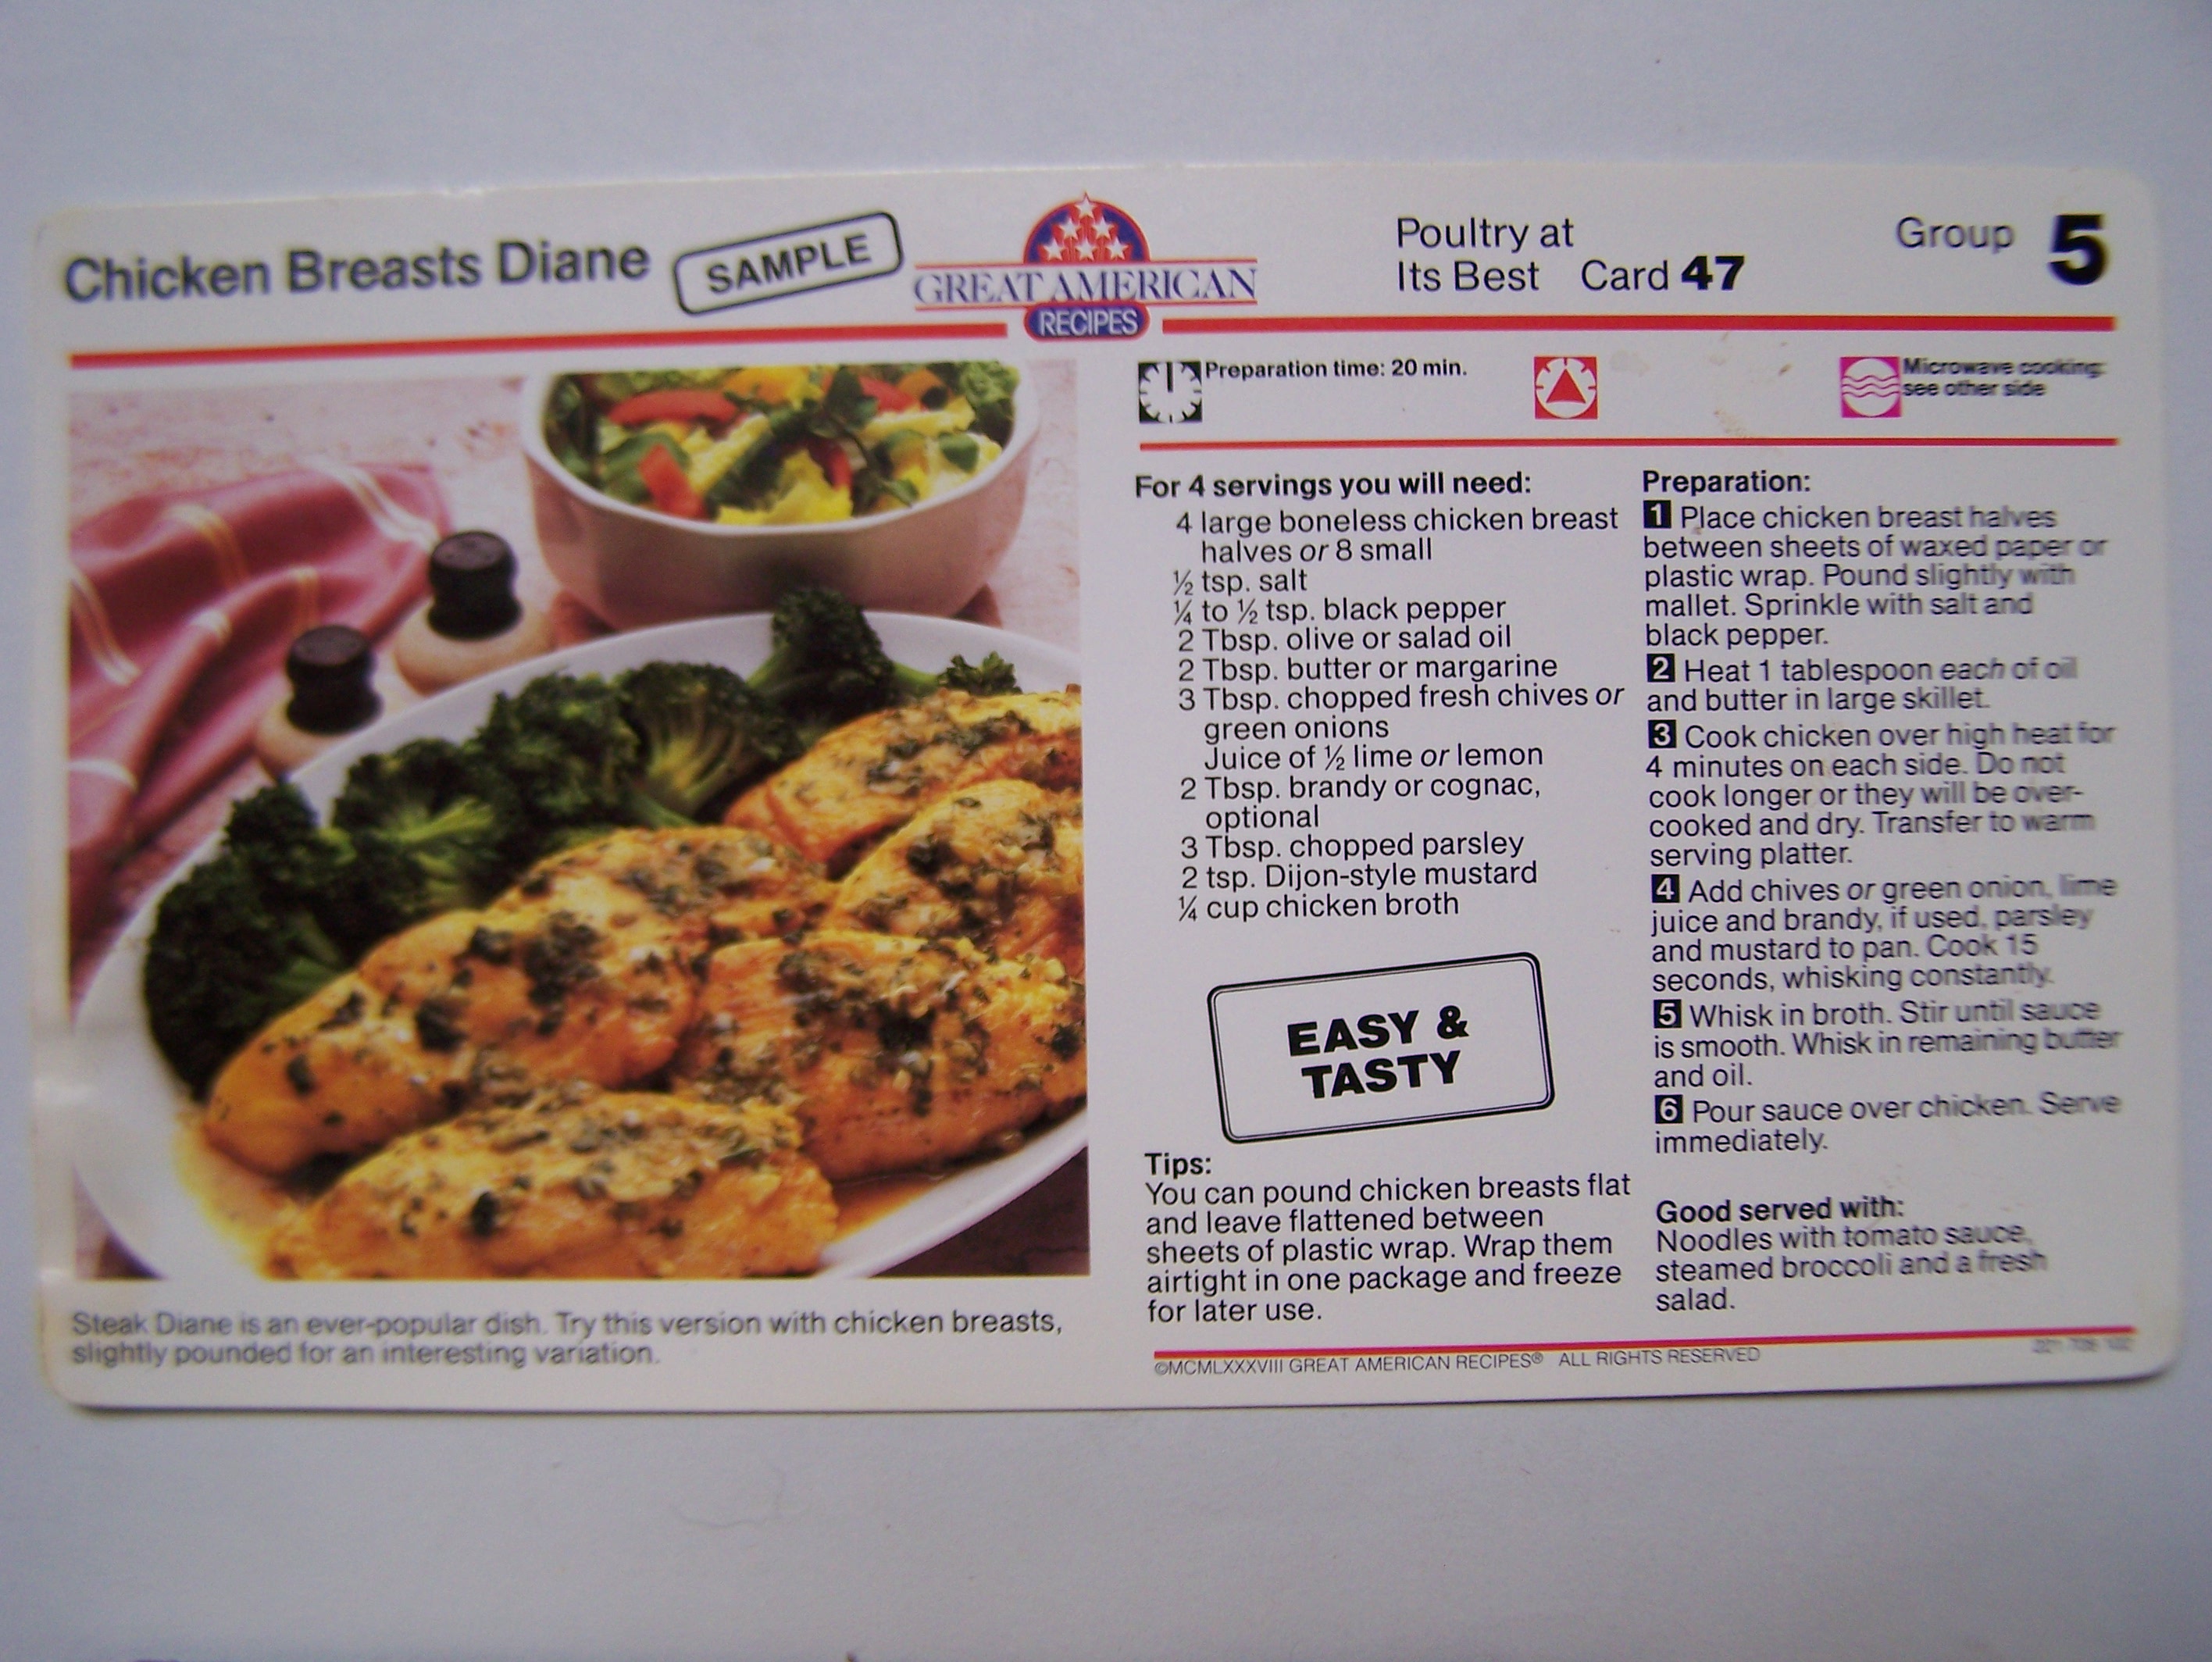 Chicken Breasts Diane
SAMPLE
GREAT AMERICAN
RECIPES
Poultry at
Its Best Card 47
Group 5
Preparation time: 20 min.
Microwave cooking:
see other side
For 4 servings you will need:
4 large boneless chicken breast
halves or 8 small
½ tsp. salt
¼ to ½ tsp. black pepper
2 Tbsp. olive or salad oil
2 Tbsp. butter or margarine
3 Tbsp. chopped fresh chives or
green onions
Juice of ½ lime or lemon
2 Tbsp. brandy or cognac,
optional
3 Tbsp. chopped parsley
2 tsp. Dijon-style mustard
¼ cup chicken broth
EASY &
TASTY
Tips:
You can pound chicken breasts flat
and leave flattened between
sheets of plastic wrap. Wrap them
airtight in one package and freeze
for later use.
Preparation:
1 Place chicken breast halves
between sheets of waxed paper or
plastic wrap. Pound slightly with
mallet. Sprinkle with salt and
black pepper.
2 Heat 1 tablespoon each of oil
and butter in large skillet.
3 Cook chicken over high heat for
4 minutes on each side. Do not
cook longer or they will be over-
cooked and dry. Transfer to warm
serving platter.
4 Add chives or green onion, lime
juice and brandy, if used, parsley
and mustard to pan. Cook 15
seconds, whisking constantly.
5 Whisk in broth. Stir until sauce
is smooth. Whisk in remaining butter
and oil.
6 Pour sauce over chicken. Serve
immediately.
Good served with:
Noodles with tomato sauce,
steamed broccoli and a fresh
salad.
Steak Diane is an ever-popular dish. Try this version with chicken breasts,
slightly pounded for an interesting variation.
©MCMLXXXVIII GREAT AMERICAN RECIPES® ALL RIGHTS RESERVED